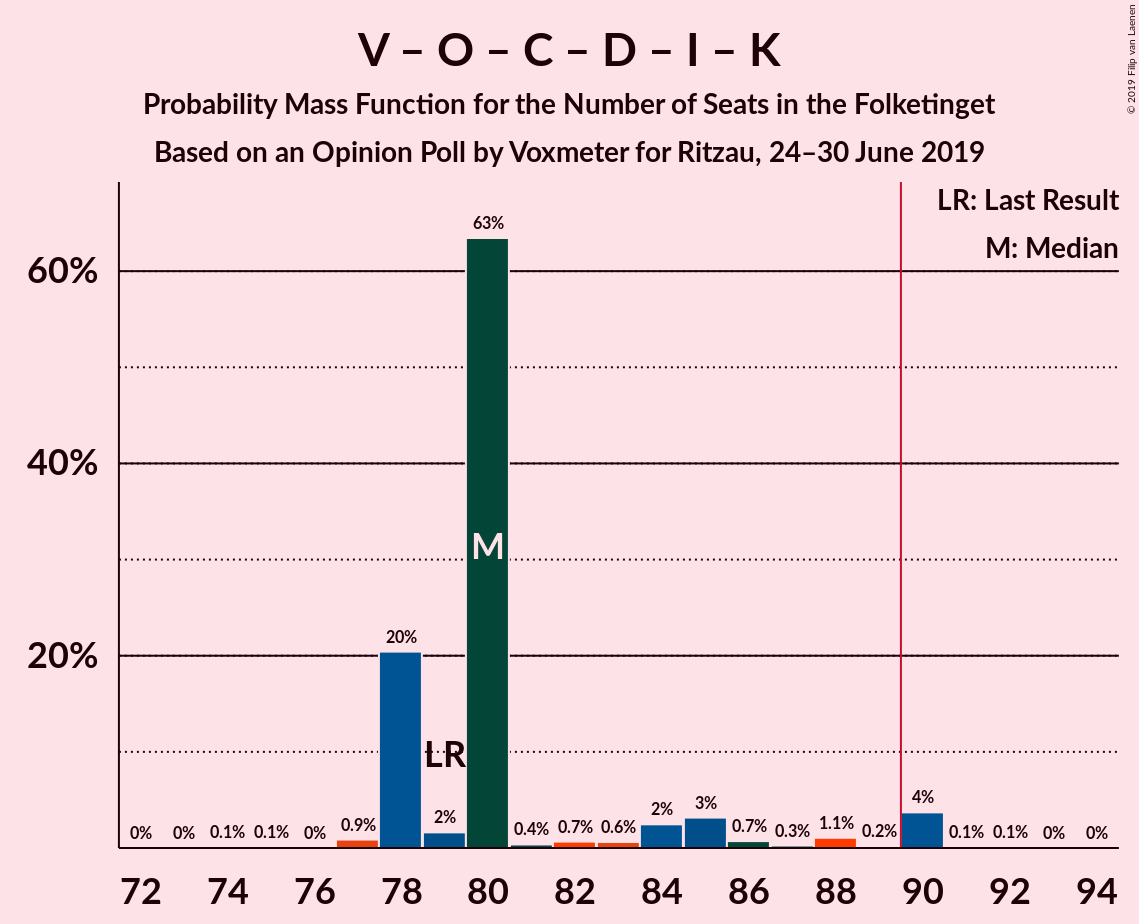 V – O – C – D – I – K
Probability Mass Function for the Number of Seats in the Folketinget
Based on an Opinion Poll by Voxmeter for Ritzau, 24–30 June 2019
© 2019 Filip van Laenen
LR: Last Result
M: Median
60%
40%
20%
0% 0% 0.1% 0.1% 0% 0.9% 20% 2% 63% 0.4% 0.7% 0.6% 2% 3% 0.7% 0.3% 1.1% 0.2% 4% 0.1% 0.1% 0% 0%
LR
M
72 74 76 78 80 82 84 86 88 90 92 94